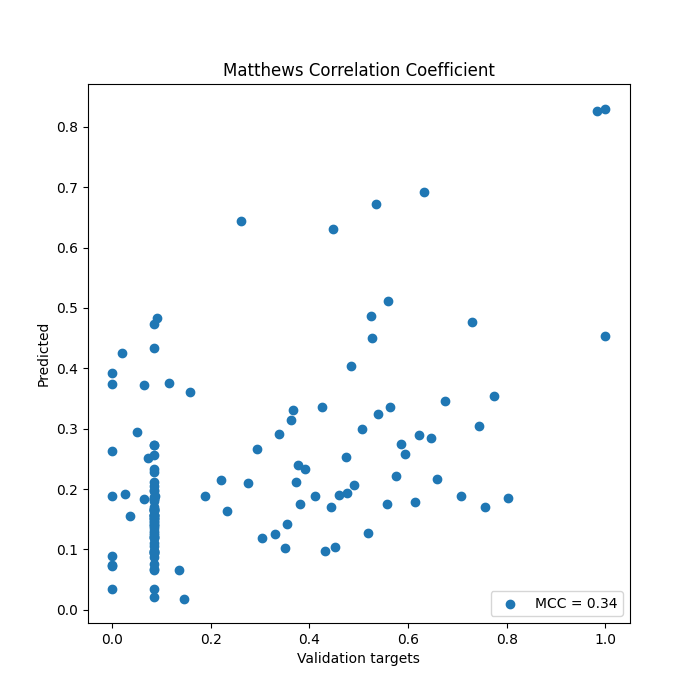 Matthews Correlation Coefficient
Predicted
0.8
0.7
0.6
0.5
0.4
0.3
0.2
0.1
0.0
MCC = 0.34
0.0 0.2 0.4 0.6 0.8 1.0
Validation targets